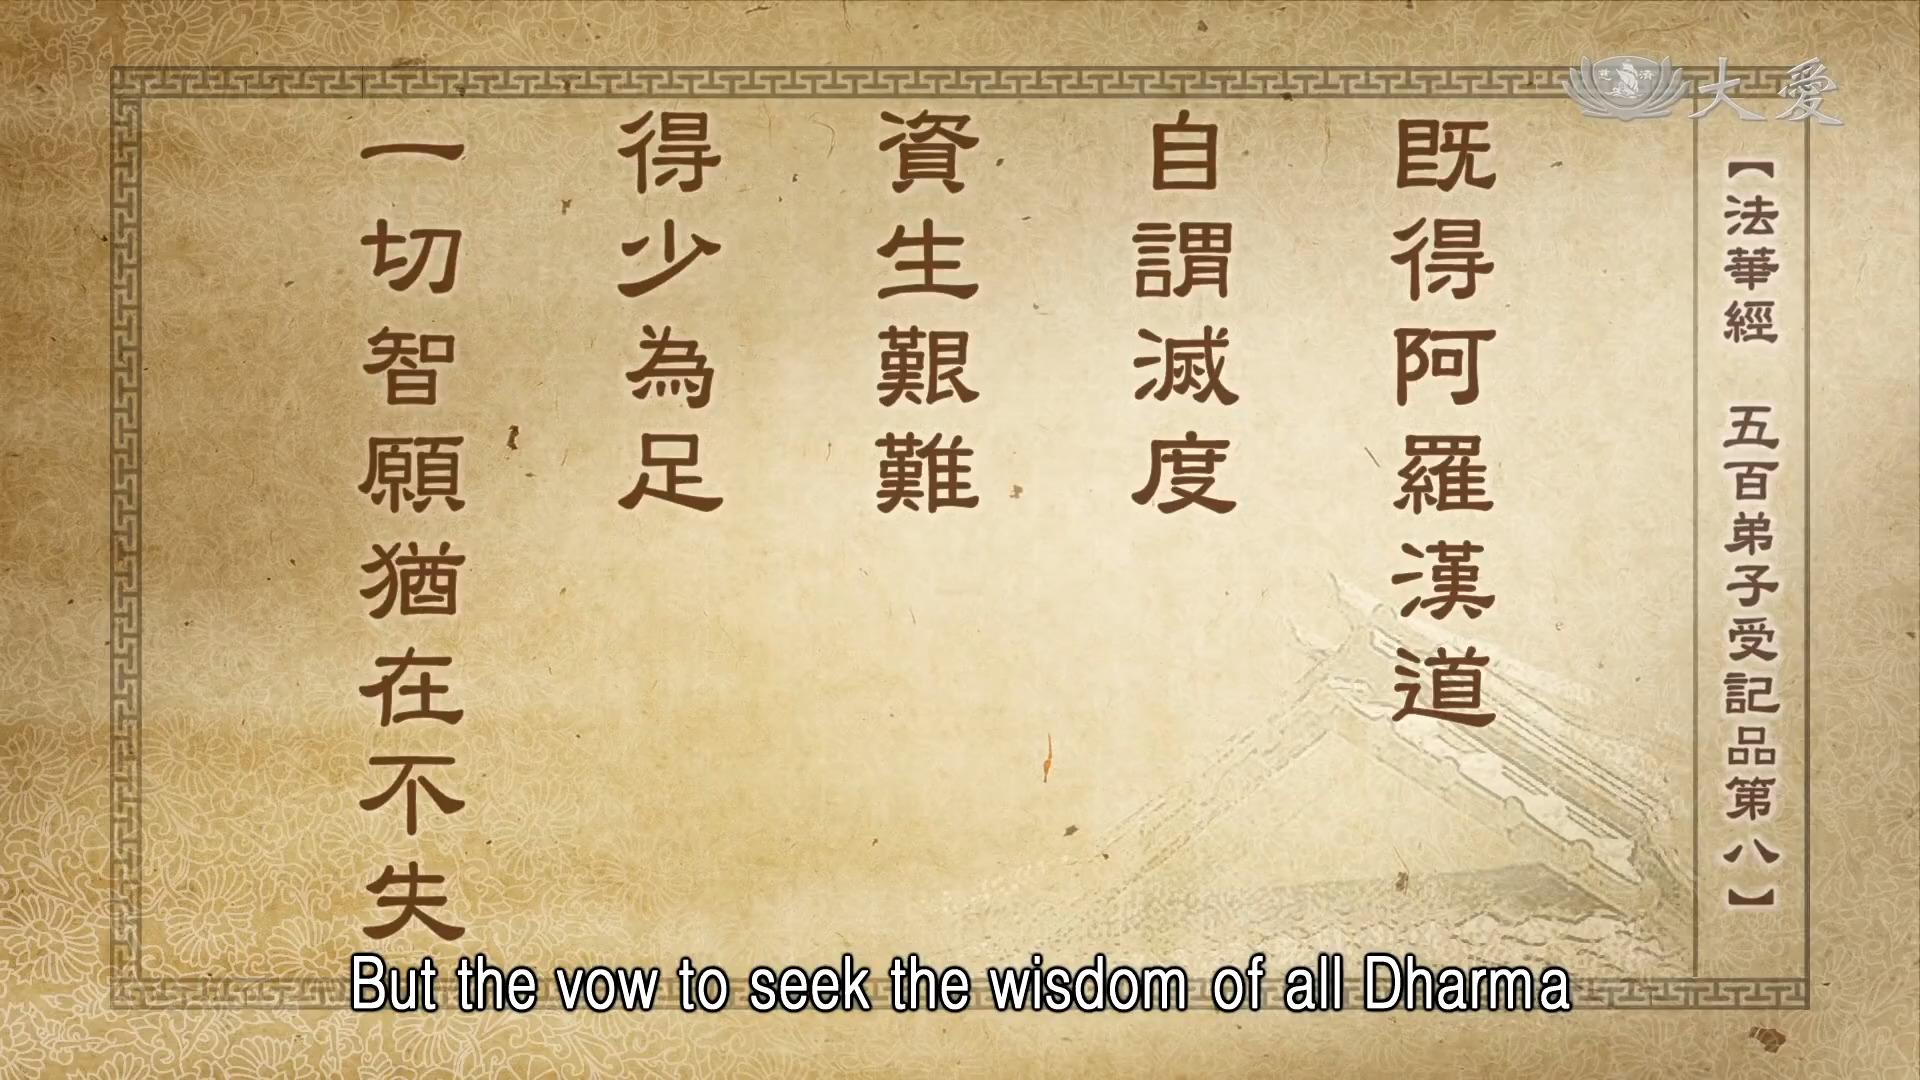 大愛
慈濟
【法華經 五百弟子受記品第八】
既得阿羅漢道
自謂滅度
資生艱難
得少為足
一切智願猶在不失
But the vow to seek the wisdom of all Dharma